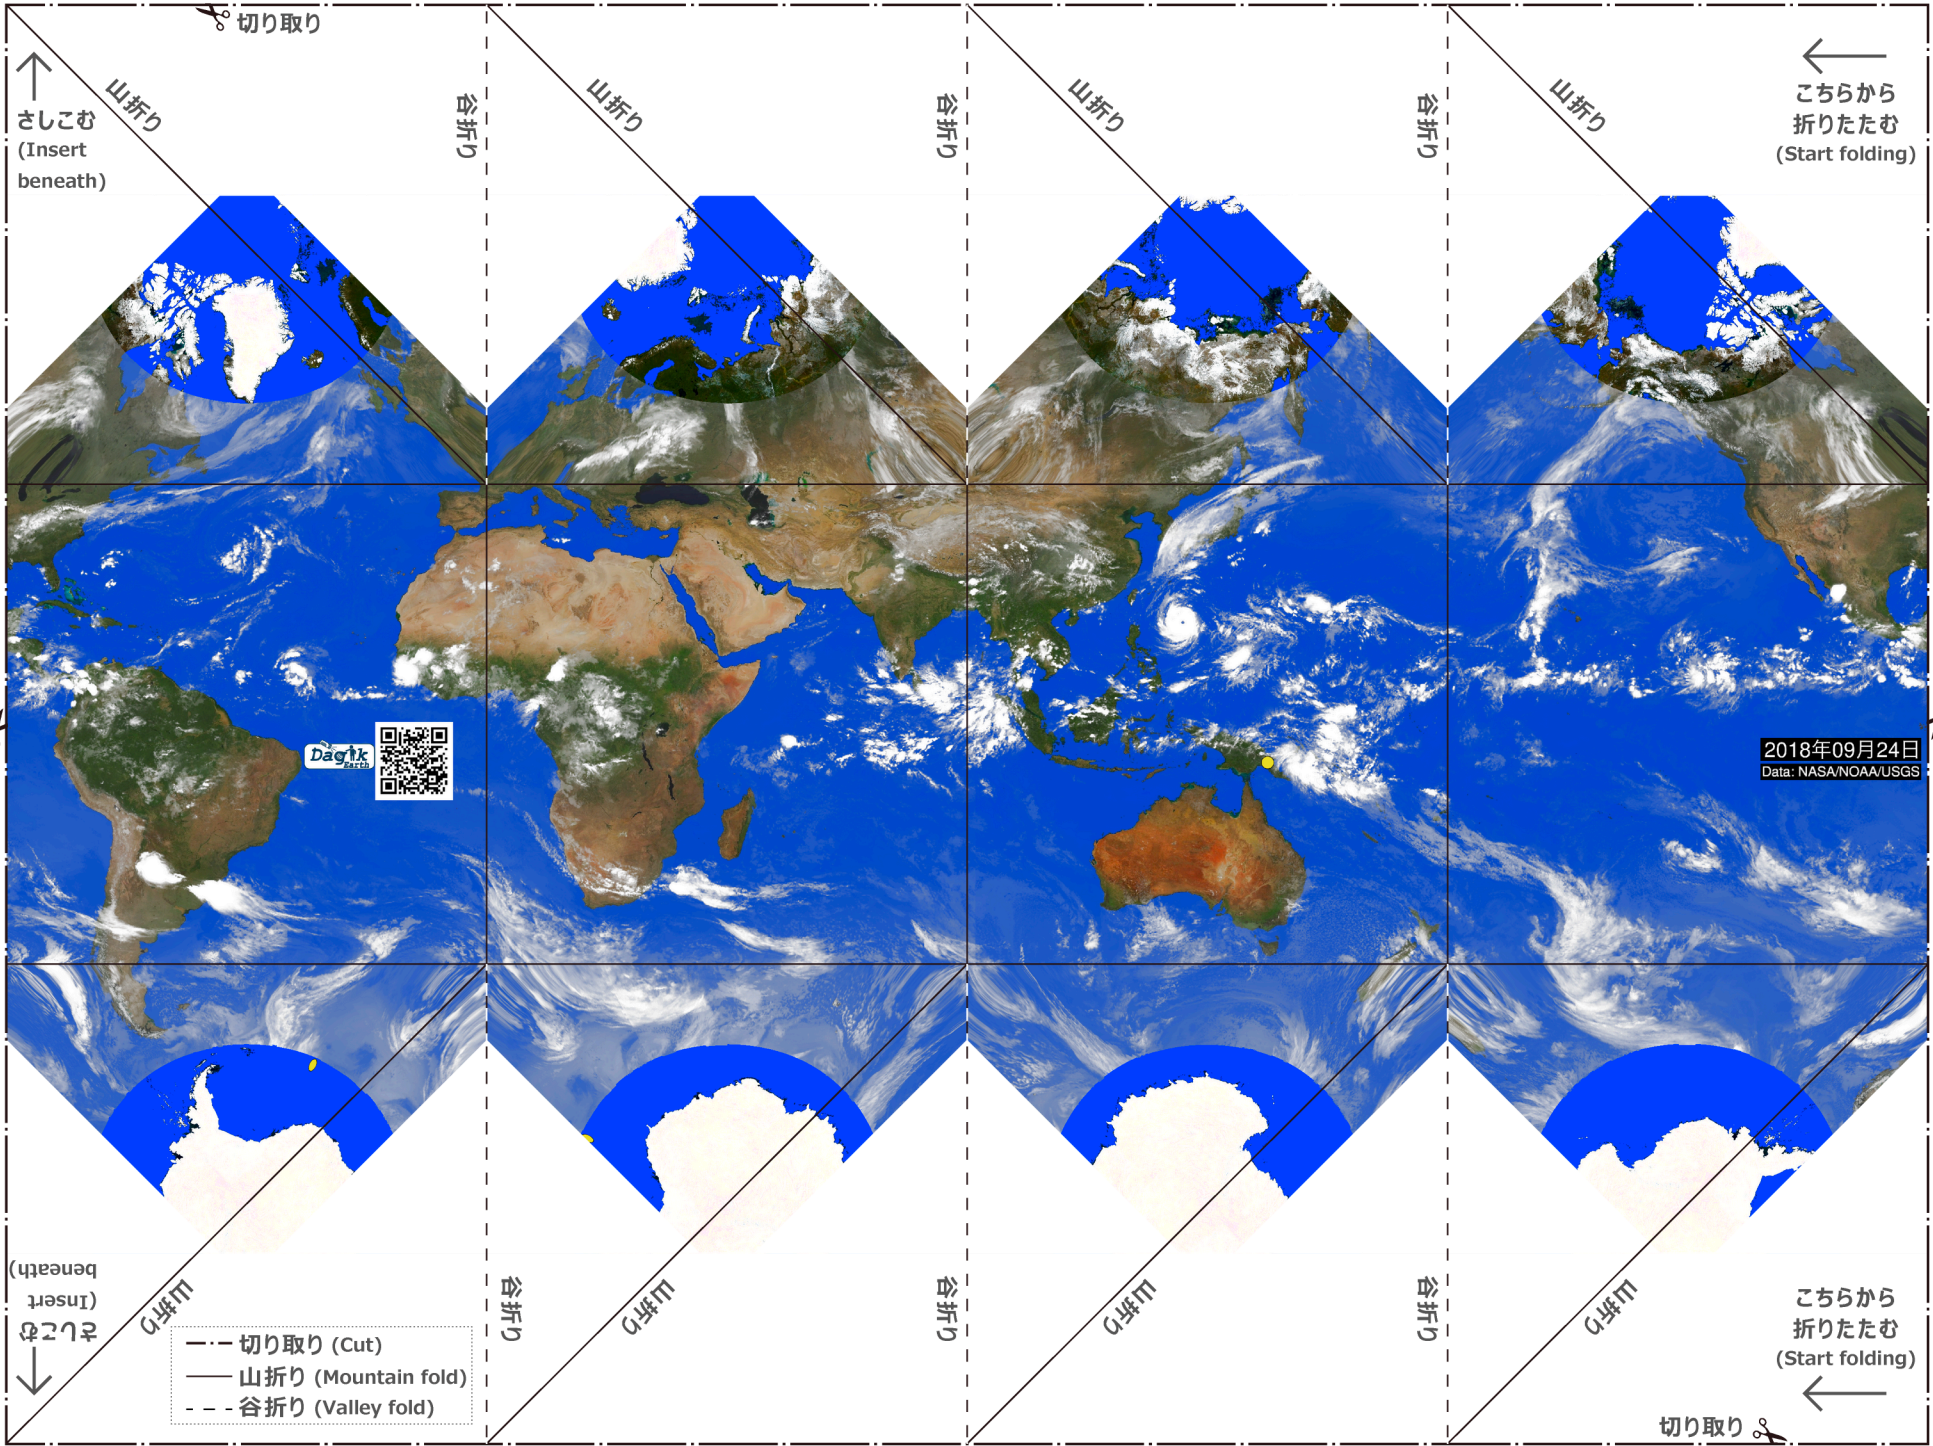 切り取り
山折り
谷折り
山折り
谷折り
山折り
谷折り
山折り
さしこむ
(Insert
beneath)
こちらから
折りたたむ
(Start folding)
Dagik
Earth
2018年09月24日
Data: NASA/NOAA/USGS
さしこむ
(Insert
beneath)
山折り
谷折り
山折り
谷折り
山折り
谷折り
山折り
こちらから
折りたたむ
(Start folding)
切り取り (Cut)
山折り (Mountain fold)
谷折り (Valley fold)
切り取り